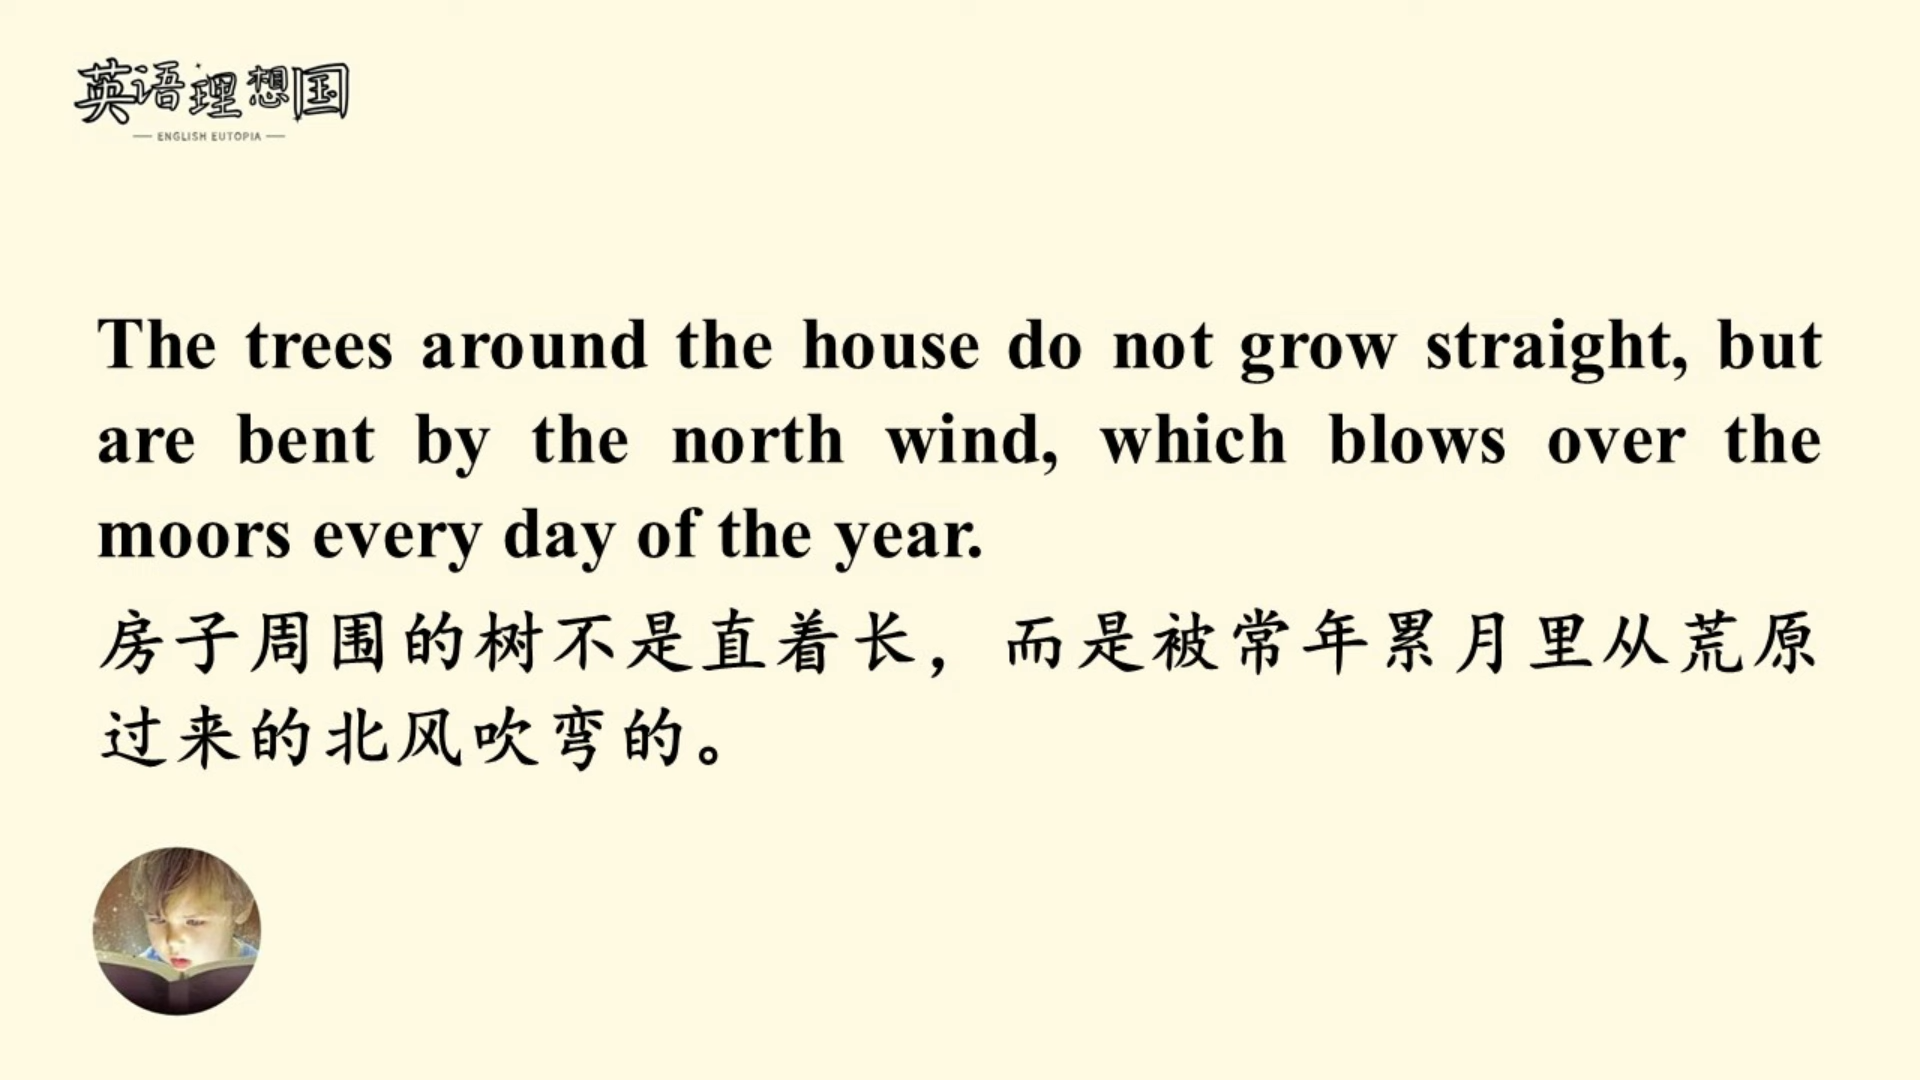 英语理想国
ENGLISH EUTOPIA
The trees around the house do not grow straight, but
are bent by the north wind, which blows over the
moors every day of the year.
房子周围的树不是直着长，而是被常年累月里从荒原
过来的北风吹弯的。